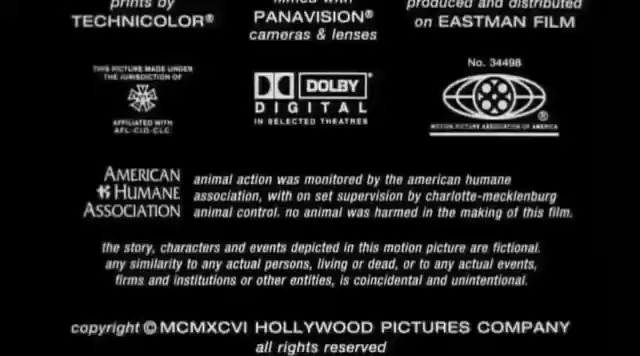 prints by
TECHNICOLOR®
filmed with
PANAVISION®
cameras & lenses
produced and distributed
on EASTMAN FILM
THIS PICTURE MADE UNDER
THE JURISDICTION OF
AFFILIATED WITH
AFL-CIO-CLC
DOLBY®
DIGITAL
IN SELECTED THEATRES
No. 34498
®
MOTION PICTURE ASSOCIATION OF AMERICA
AMERICAN
HUMANE
ASSOCIATION
animal action was monitored by the american humane
association, with on set supervision by charlotte-mecklenburg
animal control. no animal was harmed in the making of this film.
the story, characters and events depicted in this motion picture are fictional.
any similarity to any actual persons, living or dead, or to any actual events,
firms and institutions or other entities, is coincidental and unintentional.
copyright © MCMXCVI HOLLYWOOD PICTURES COMPANY
all rights reserved